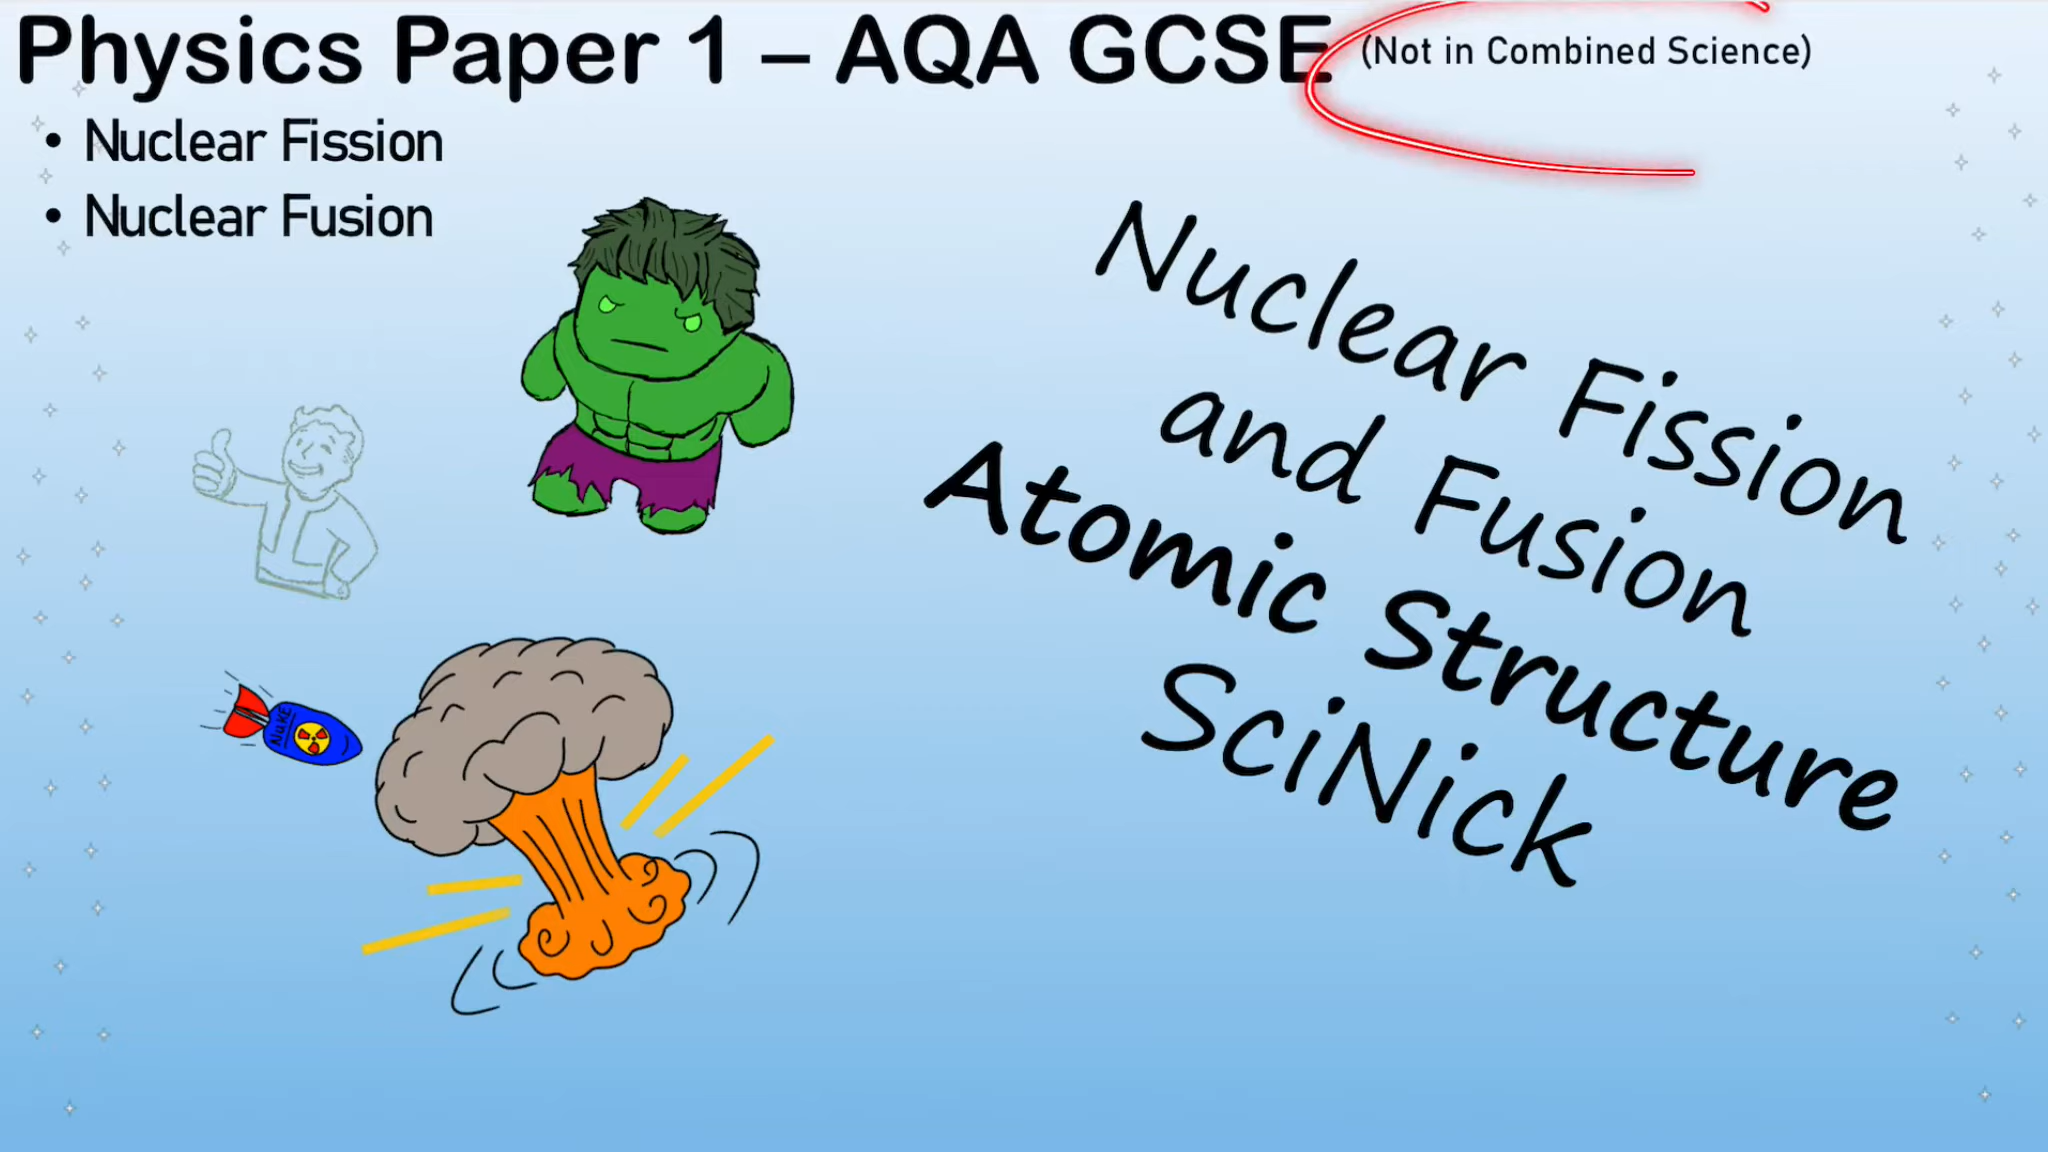 Physics Paper 1 – AQA GCSE (Not in Combined Science)
• Nuclear Fission
• Nuclear Fusion
Nuclear Fission
and Fusion
Atomic Structure
SciNick
NUKE